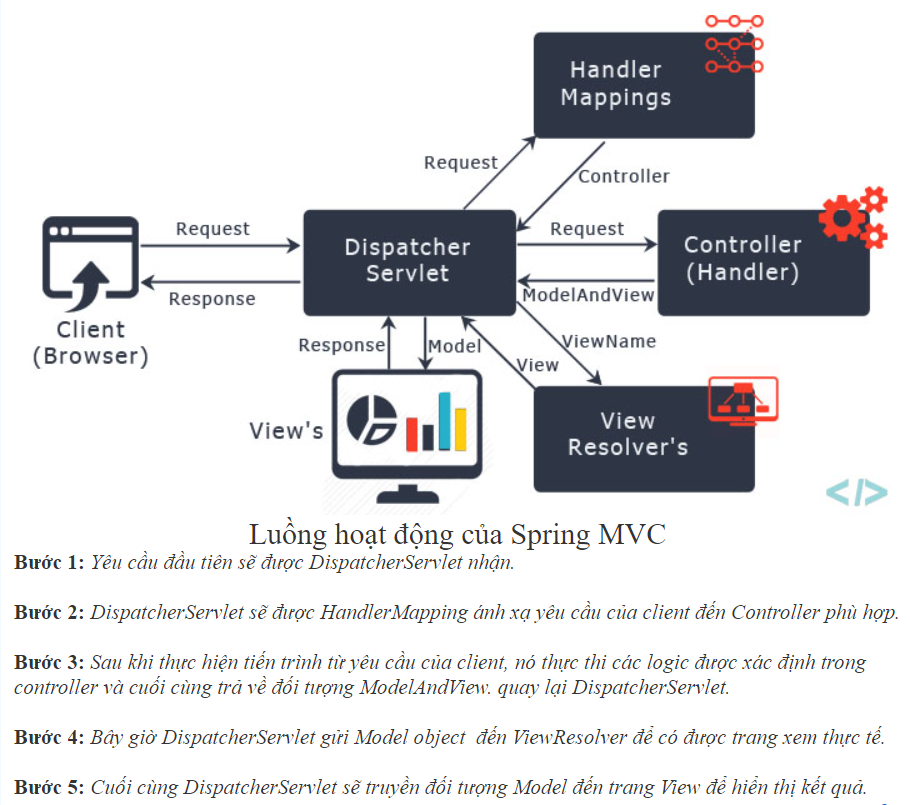 Handler
Mappings
Request
Controller
Request
Dispatcher
Servlet
Request
Controller
(Handler)
Response
ModelAndView
Client
(Browser)
Response
Model
ViewName
View
View's
View
Resolver's
</>
Luồng hoạt động của Spring MVC
Bước 1: Yêu cầu đầu tiên sẽ được DispatcherServlet nhận.
Bước 2: DispatcherServlet sẽ được HandlerMapping ánh xạ yêu cầu của client đến Controller phù hợp.
Bước 3: Sau khi thực hiện tiến trình từ yêu cầu của client, nó thực thi các logic được xác định trong
controller và cuối cùng trả về đối tượng ModelAndView. quay lại DispatcherServlet.
Bước 4: Bây giờ DispatcherServlet gửi Model object  đến ViewResolver để có được trang xem thực tế.
Bước 5: Cuối cùng DispatcherServlet sẽ truyền đối tượng Model đến trang View để hiển thị kết quả.